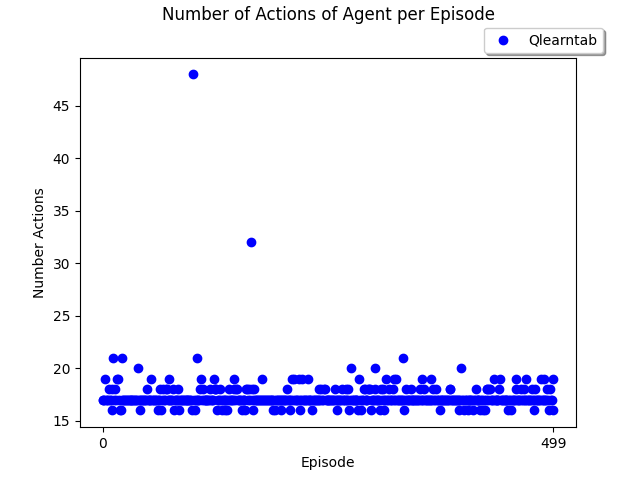 Number of Actions of Agent per Episode
Qlearntab
45
40
35
30
25
20
15
Number Actions
0
499
Episode